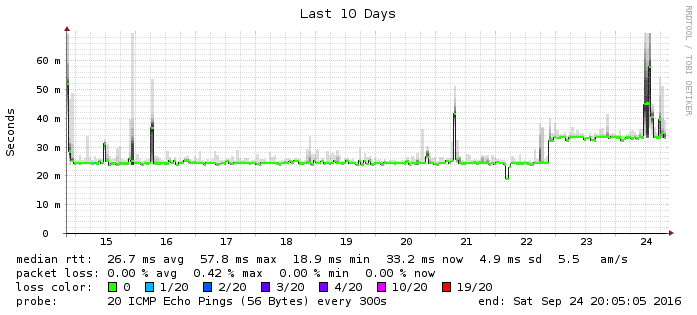 Last 10 Days
RRDTOOL / TOBI OETIKER
Seconds
60 m
50 m
40 m
30 m
20 m
10 m
0
15 16 17 18 19 20 21 22 23 24
median rtt: 26.7 ms avg 57.8 ms max 18.9 ms min 33.2 ms now 4.9 ms sd 5.5 am/s
packet loss: 0.00 % avg 0.42 % max 0.00 % min 0.00 % now
loss color: 0 1/20 2/20 3/20 4/20 10/20 19/20
probe: 20 ICMP Echo Pings (56 Bytes) every 300s end: Sat Sep 24 20:05:05 2016